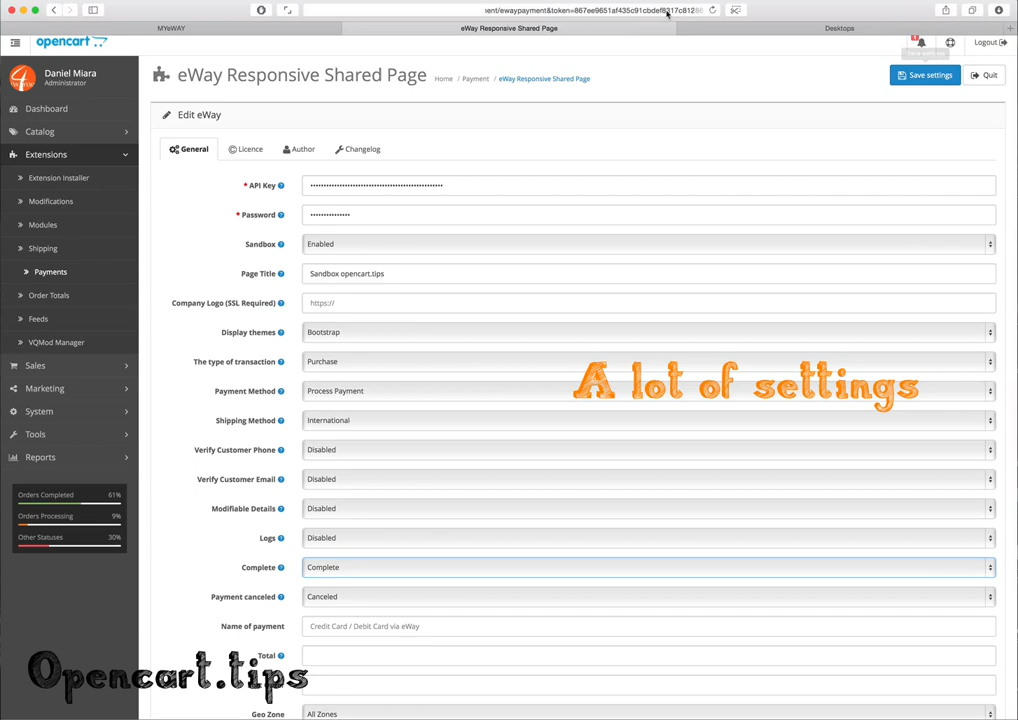 MYeWAY
eWay Responsive Shared Page
Desktops
opencart
Logout
Daniel Miara
Administrator
eWay Responsive Shared Page
Home / Payment / eWay Responsive Shared Page
Save settings
Quit
Dashboard
Catalog
Extensions
Extension Installer
Modifications
Modules
Shipping
Payments
Order Totals
Feeds
VQMod Manager
Sales
Marketing
System
Tools
Reports
Orders Completed 61%
Orders Processing 9%
Other Statuses 30%
Edit eWay
General
Licence
Author
Changelog
* API Key
* Password
Sandbox Enabled
Page Title Sandbox opencart.tips
Company Logo (SSL Required) https://
Display themes Bootstrap
The type of transaction Purchase
Payment Method Process Payment
Shipping Method International
Verify Customer Phone Disabled
Verify Customer Email Disabled
Modifiable Details Disabled
Logs Disabled
Complete Complete
Payment canceled Canceled
Name of payment Credit Card / Debit Card via eWay
Total
Geo Zone All Zones
A lot of settings
Opencart.tips